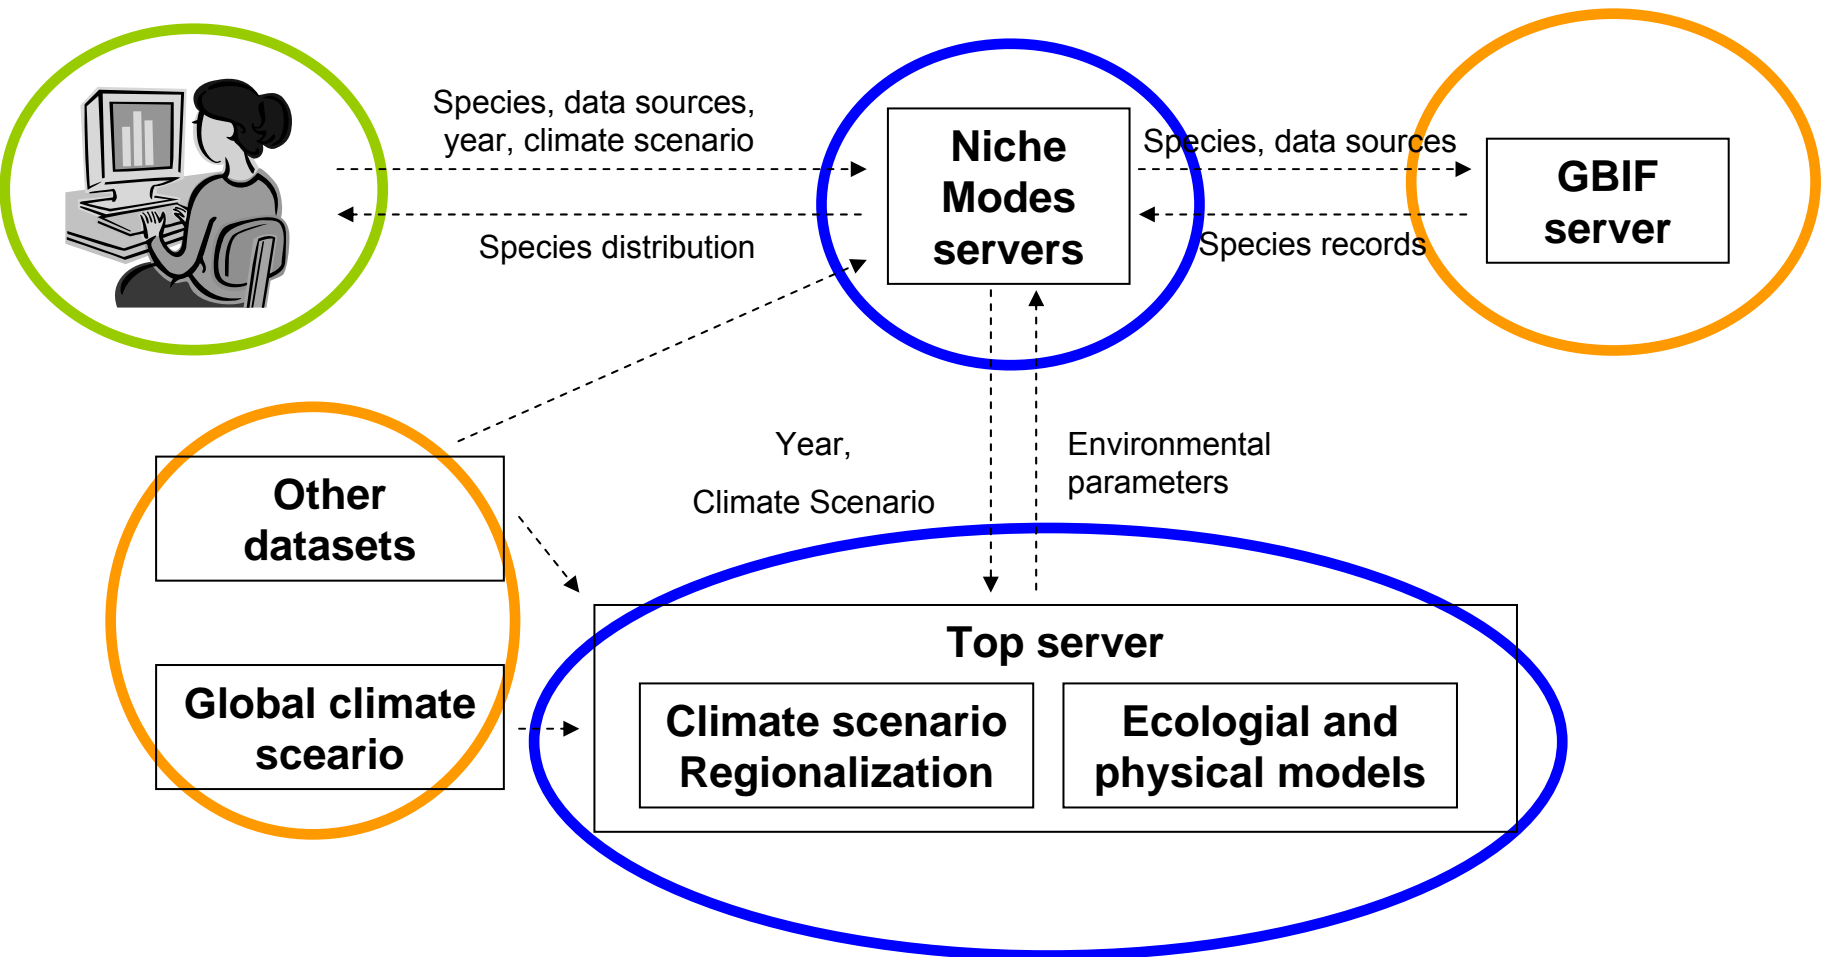 Species, data sources,
year, climate scenario
Species distribution
Niche
Modes
servers
Species, data sources
Species records
GBIF
server
Year,
Climate Scenario
Environmental
parameters
Other
datasets
Global climate
sceario
Top server
Climate scenario
Regionalization
Ecologial and
physical models